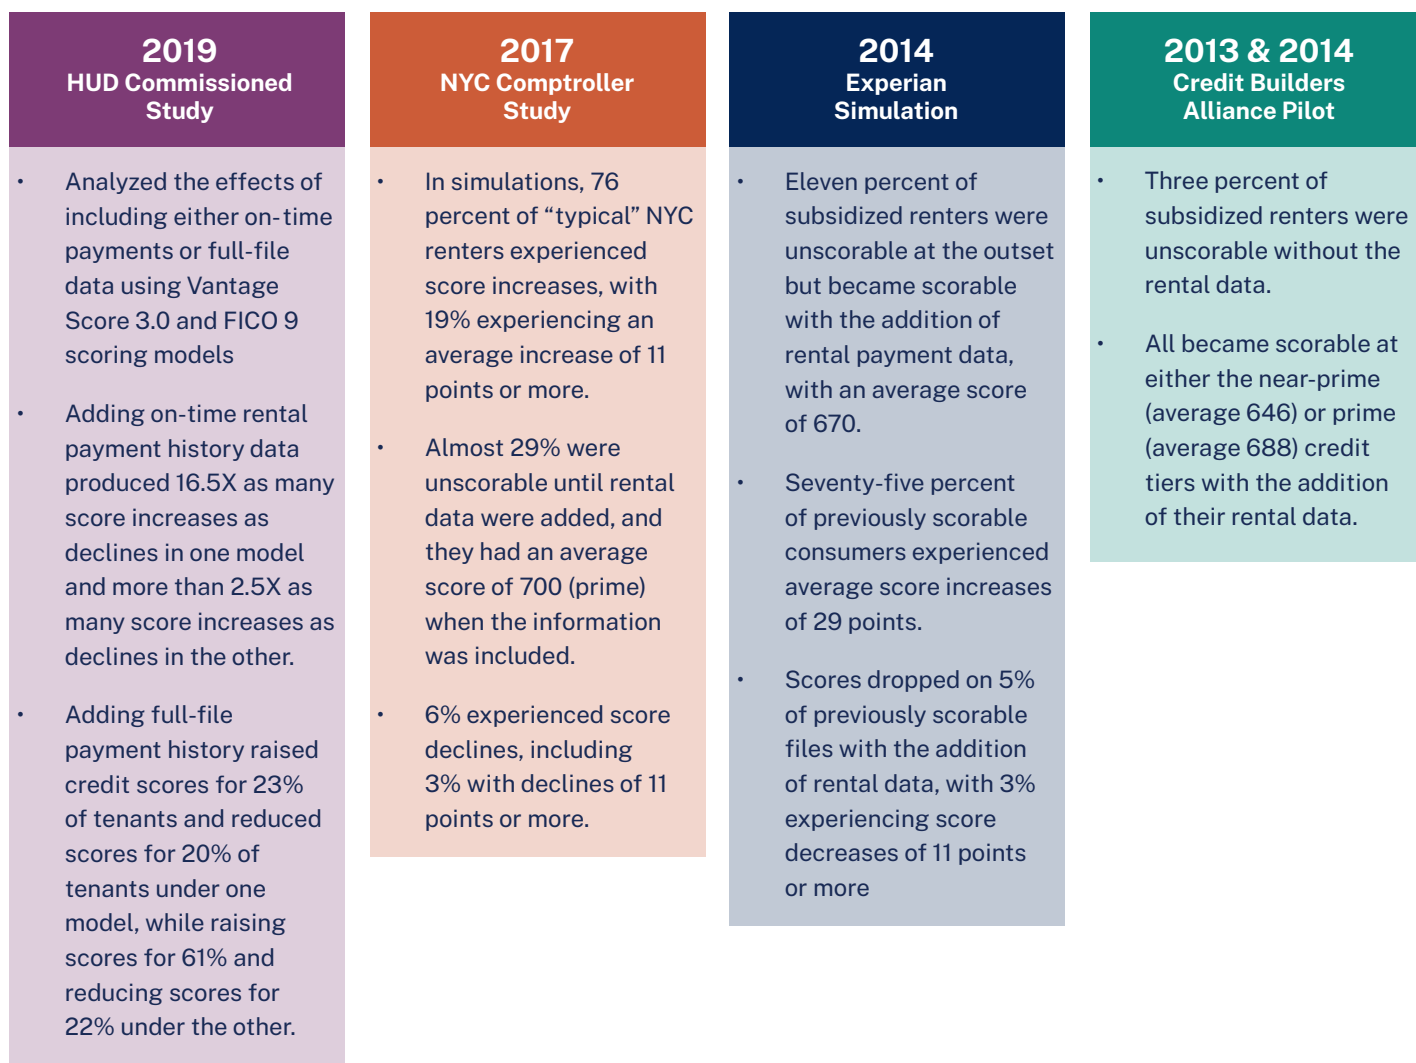 2019
HUD Commissioned
Study
• Analyzed the effects of
including either on-time
payments or full-file
data using Vantage
Score 3.0 and FICO 9
scoring models
• Adding on-time rental
payment history data
produced 16.5X as many
score increases as
declines in one model
and more than 2.5X as
many score increases as
declines in the other.
• Adding full-file
payment history raised
credit scores for 23%
of tenants and reduced
scores for 20% of
tenants under one
model, while raising
scores for 61% and
reducing scores for
22% under the other.
2017
NYC Comptroller
Study
• In simulations, 76
percent of “typical” NYC
renters experienced
score increases, with
19% experiencing an
average increase of 11
points or more.
• Almost 29% were
unscorable until rental
data were added, and
they had an average
score of 700 (prime)
when the information
was included.
• 6% experienced score
declines, including
3% with declines of 11
points or more.
2014
Experian
Simulation
• Eleven percent of
subsidized renters were
unscorable at the outset
but became scorable
with the addition of
rental payment data,
with an average score
of 670.
• Seventy-five percent
of previously scorable
consumers experienced
average score increases
of 29 points.
• Scores dropped on 5%
of previously scorable
files with the addition
of rental data, with 3%
experiencing score
decreases of 11 points
or more
2013 & 2014
Credit Builders
Alliance Pilot
• Three percent of
subsidized renters were
unscorable without the
rental data.
• All became scorable at
either the near-prime
(average 646) or prime
(average 688) credit
tiers with the addition
of their rental data.